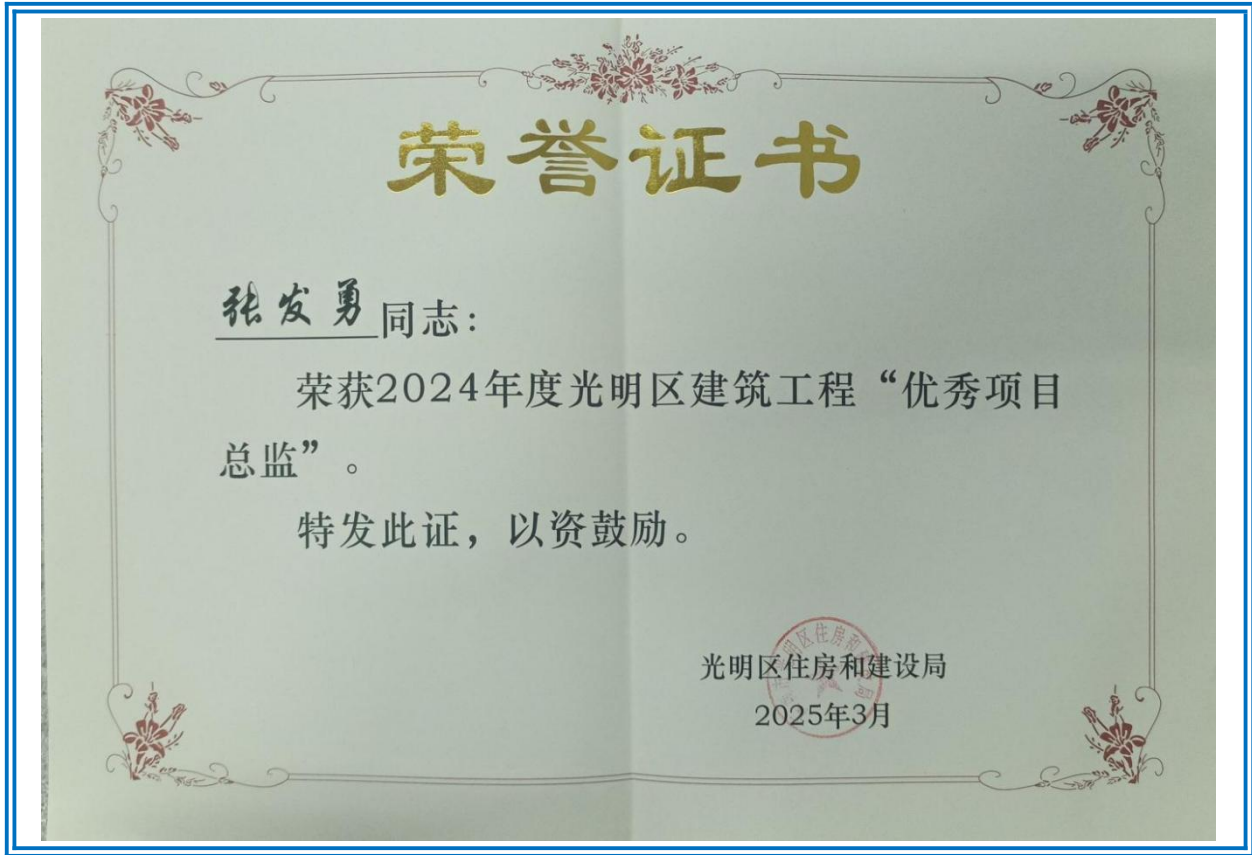 荣誉证书
张发勇同志：
荣获2024年度光明区建筑工程“优秀项目
总监”。
特发此证，以资鼓励。
光明区住房和建设局
2025年3月